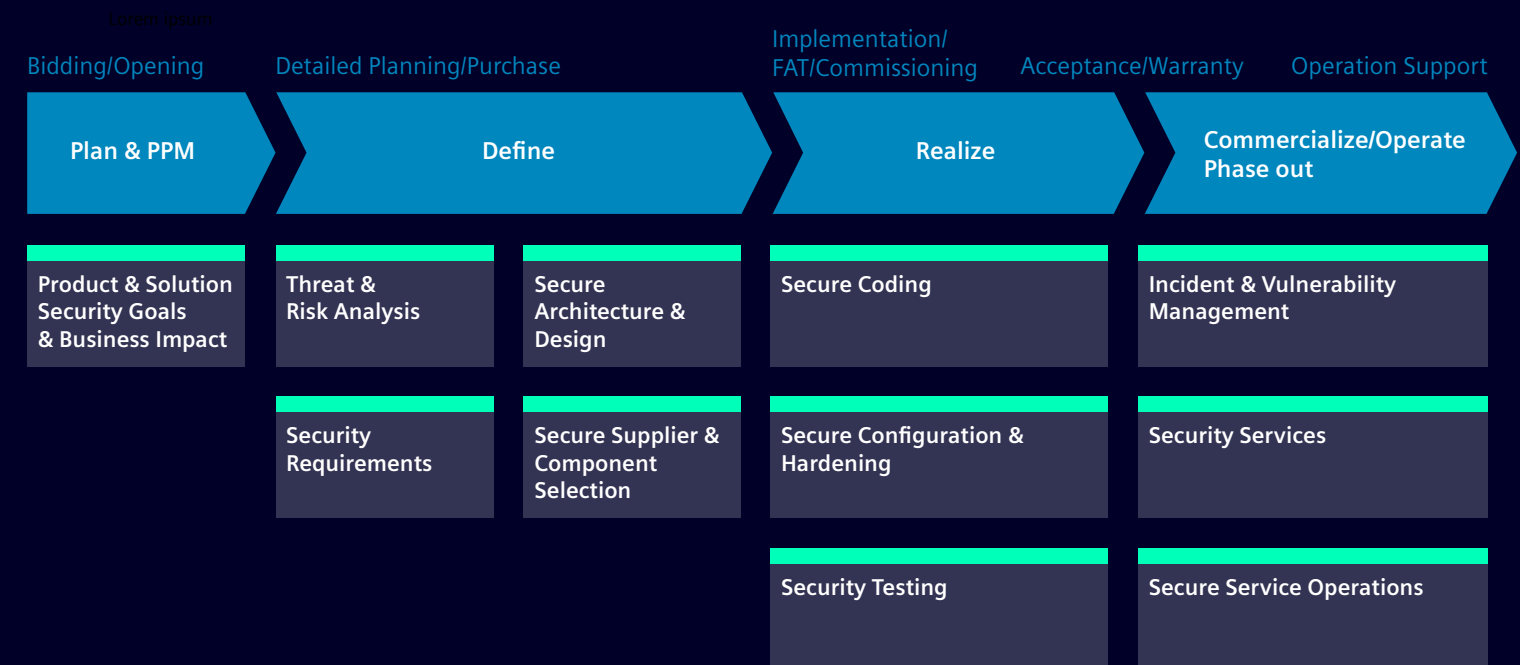 Lorem ipsum
Bidding/Opening
Detailed Planning/Purchase
Implementation/
FAT/Commissioning
Acceptance/Warranty
Operation Support
Plan & PPM
Define
Realize
Commercialize/Operate
Phase out
Product & Solution
Security Goals
& Business Impact
Threat &
Risk Analysis
Secure
Architecture &
Design
Secure Coding
Incident & Vulnerability
Management
Security
Requirements
Secure Supplier &
Component
Selection
Secure Configuration &
Hardening
Security Services
Security Testing
Secure Service Operations